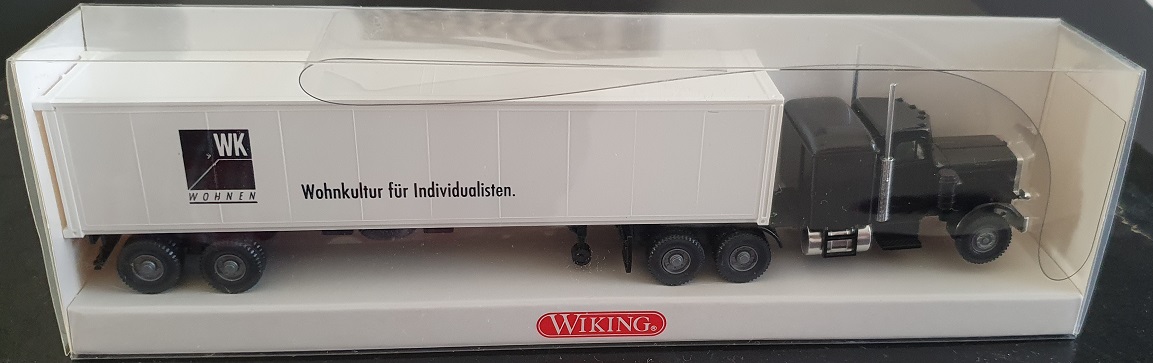 WK
WOHNEN
Wohnkultur für Individualisten.
WIKING®